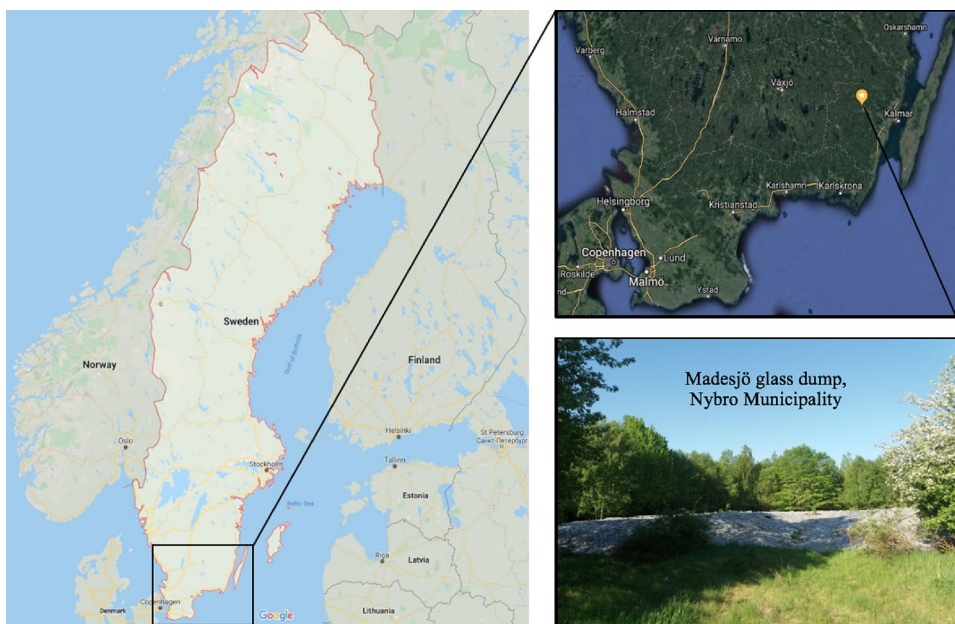 Norway
Sweden
Finland
Gulf of Bothnia
Oslo
Helsinki
St Petersburg
Санкт-Петербург
Stockholm
Tallinn
Estonia
Baltic Sea
Riga
Latvia
Denmark
Copenhagen
Google
Lithuania
Oskarshamn
Varberg
Värnamo
Växjö
Halmstad
Kalmar
Karlshamn
Karlskrona
Helsingborg
Kristianstad
Copenhagen
Lund
Roskilde
Malmö
nd
Ystad
Madesjö glass dump,
Nybro Municipality